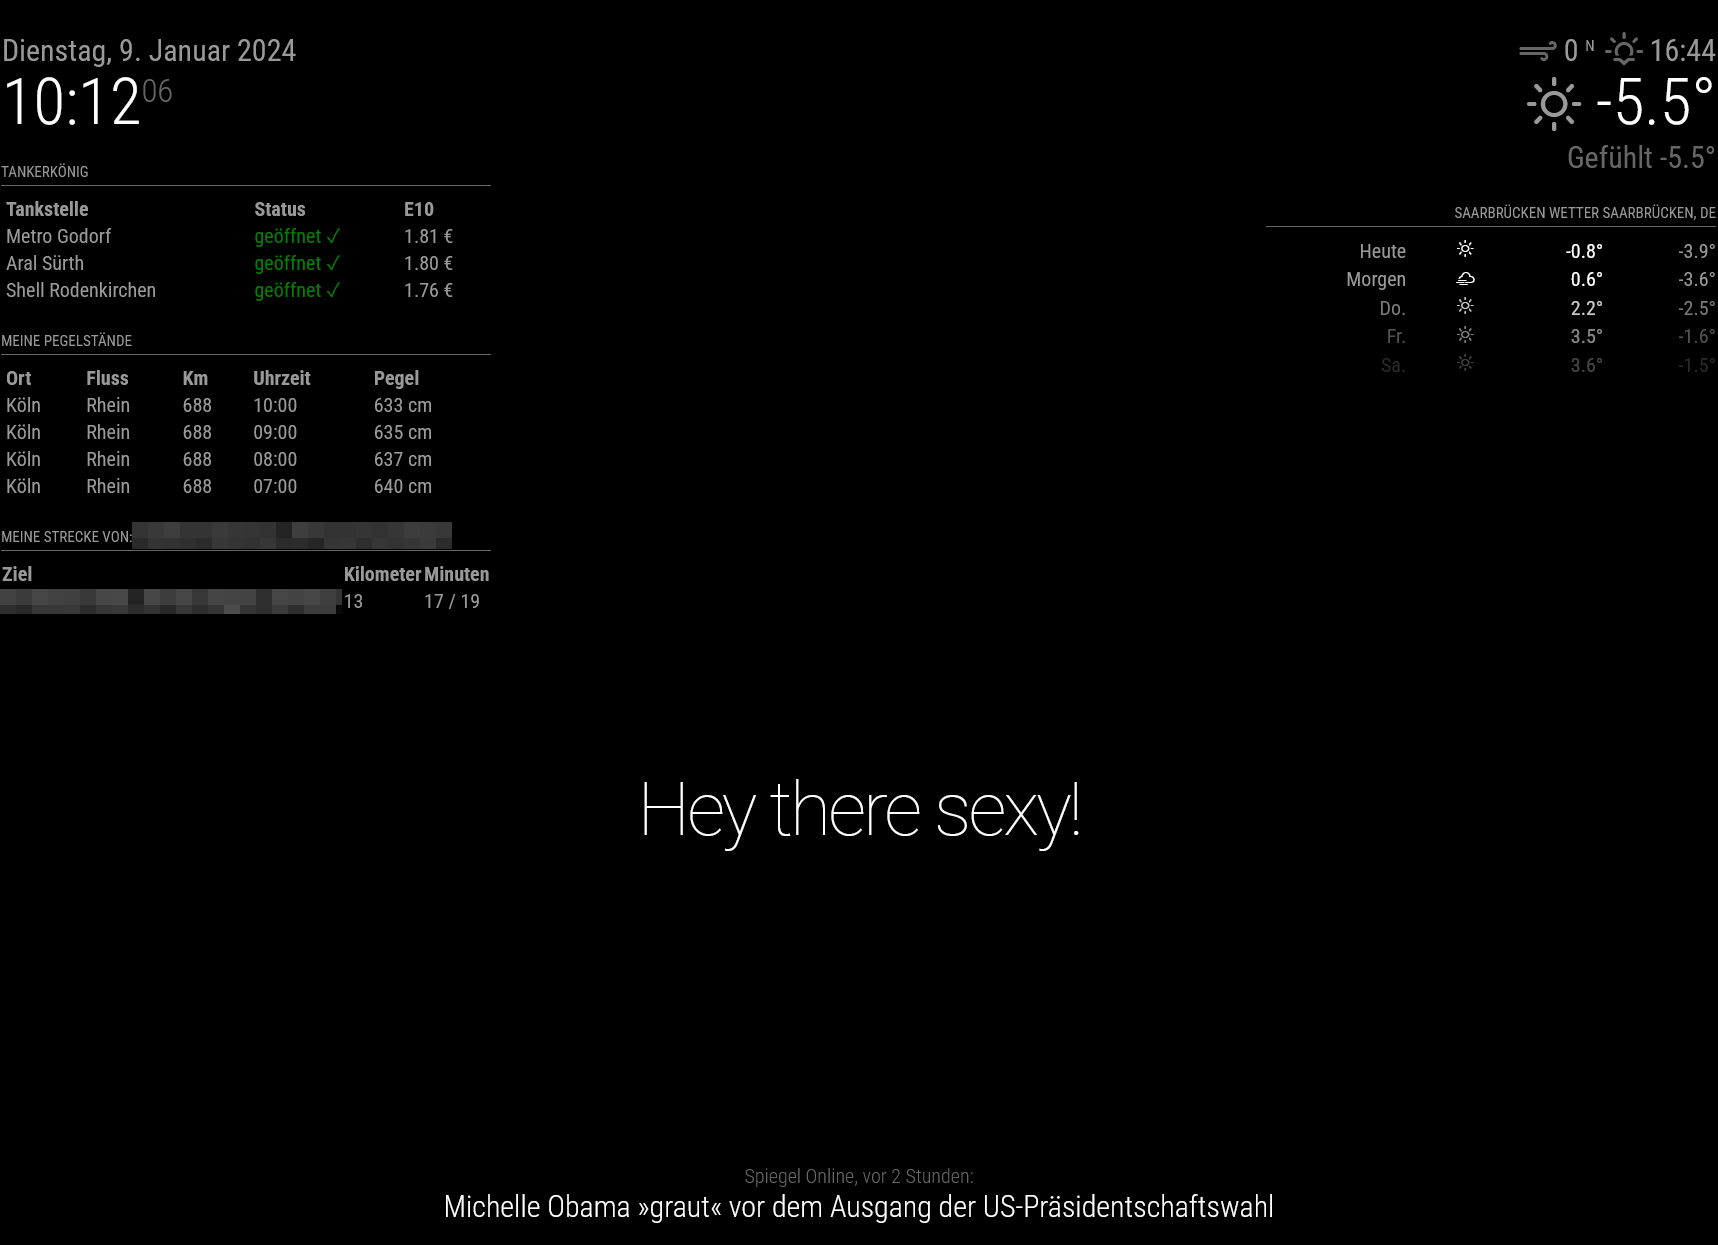 Dienstag, 9. Januar 2024
10:12 06
TANKERKÖNIG
Tankstelle Status E10
Metro Godorf geöffnet ✓ 1.81 €
Aral Sürth geöffnet ✓ 1.80 €
Shell Rodenkirchen geöffnet ✓ 1.76 €
MEINE PEGELSTÄNDE
Ort Fluss Km Uhrzeit Pegel
Köln Rhein 688 10:00 633 cm
Köln Rhein 688 09:00 635 cm
Köln Rhein 688 08:00 637 cm
Köln Rhein 688 07:00 640 cm
MEINE STRECKE VON:
Ziel Kilometer Minuten
13 17 / 19
0 N 16:44
-5.5°
Gefühlt -5.5°
SAARBRÜCKEN WETTER SAARBRÜCKEN, DE
Heute -0.8° -3.9°
Morgen 0.6° -3.6°
Do. 2.2° -2.5°
Fr. 3.5° -1.6°
Sa. 3.6° -1.5°
Hey there sexy!
Spiegel Online, vor 2 Stunden:
Michelle Obama »graut« vor dem Ausgang der US-Präsidentschaftswahl